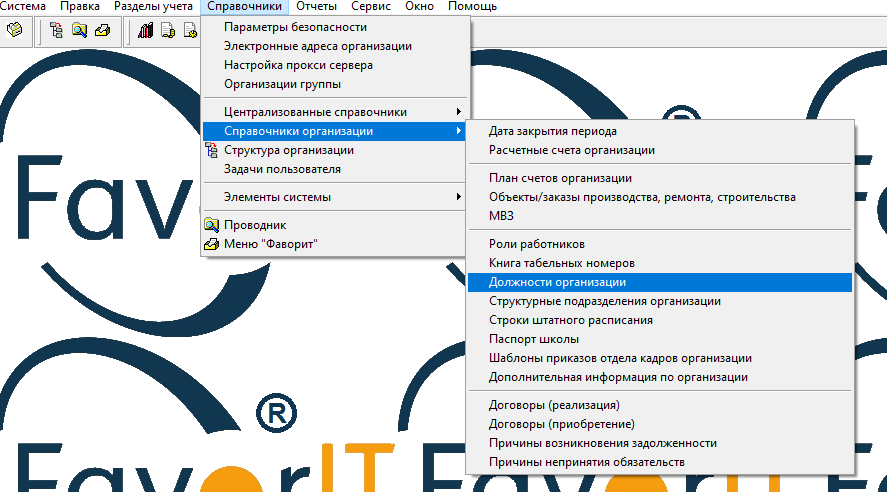 Система Правка Разделы учета Справочники Отчеты Сервис Окно Помощь
Параметры безопасности
Электронные адреса организации
Настройка прокси сервера
Организации группы
Централизованные справочники
Справочники организации
Структура организации
Задачи пользователя
Элементы системы
Проводник
Меню "Фаворит"
Дата закрытия периода
Расчетные счета организации
План счетов организации
Объекты/заказы производства, ремонта, строительства
МВЗ
Роли работников
Книга табельных номеров
Должности организации
Структурные подразделения организации
Строки штатного расписания
Паспорт школы
Шаблоны приказов отдела кадров организации
Дополнительная информация по организации
Договоры (реализация)
Договоры (приобретение)
Причины возникновения задолженности
Причины непринятия обязательств
Fav
®
®
FavorIT Favor